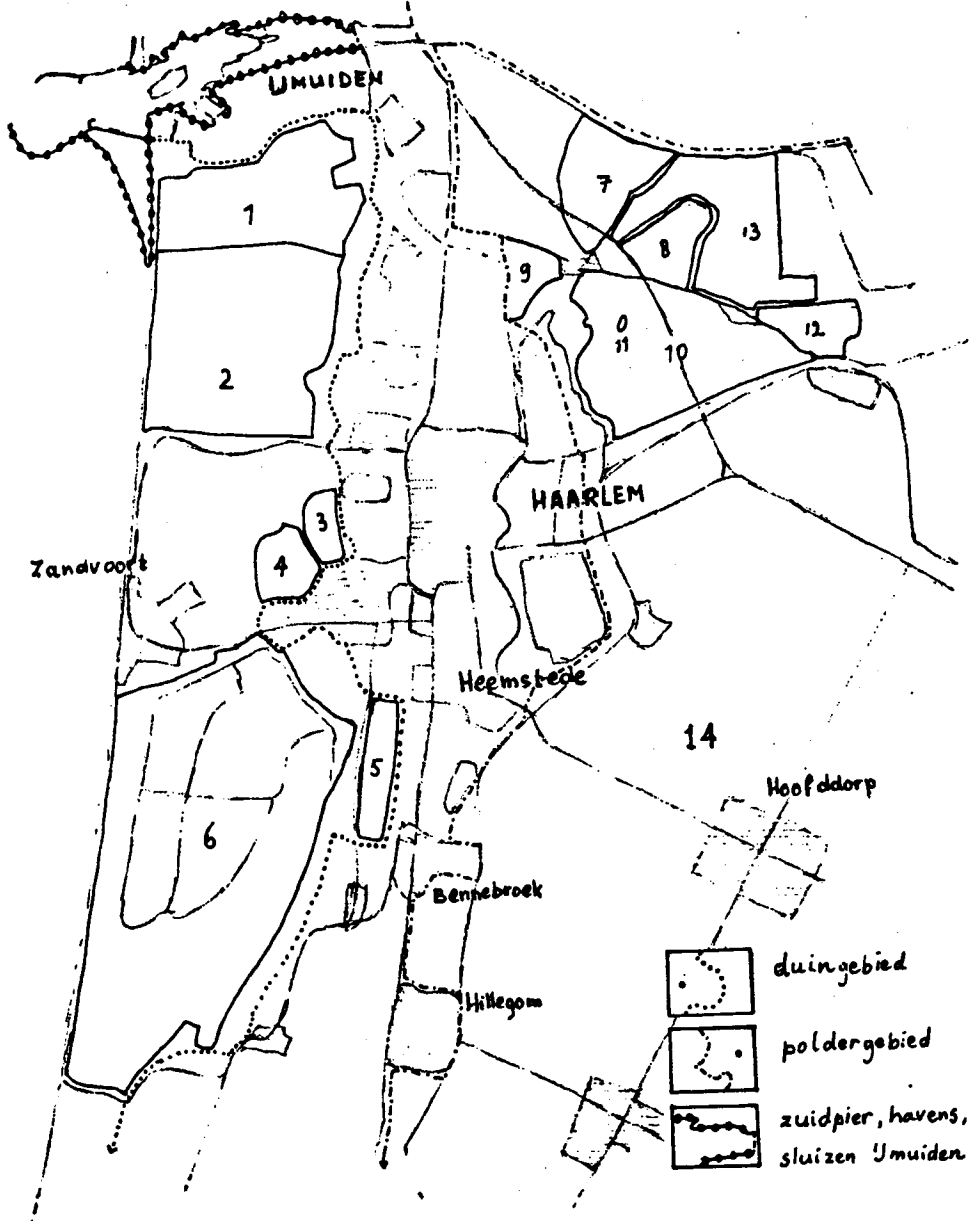 IJMUIDEN
7
1
8
13
9
0
11
10
12
2
3
HAARLEM
4
Zandvoort
Heemstede
14
5
Hoofddorp
6
Bennebroek
duingebied
Hillegom
poldergebied
zuidpier, havens,
sluizen IJmuiden